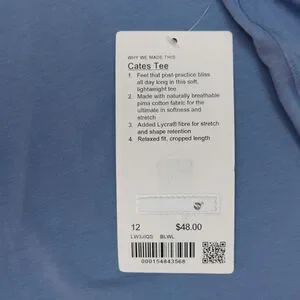 WHY WE MADE THIS
Cates Tee
1. Feel that post-practice bliss
all day long in this soft,
lightweight tee
2. Made with naturally breathable
pima cotton fabric for the
ultimate in softness and
stretch
3. Added Lycra® fibre for stretch
and shape retention
4. Relaxed fit, cropped length
12 $48.00
BLWL
000154843568